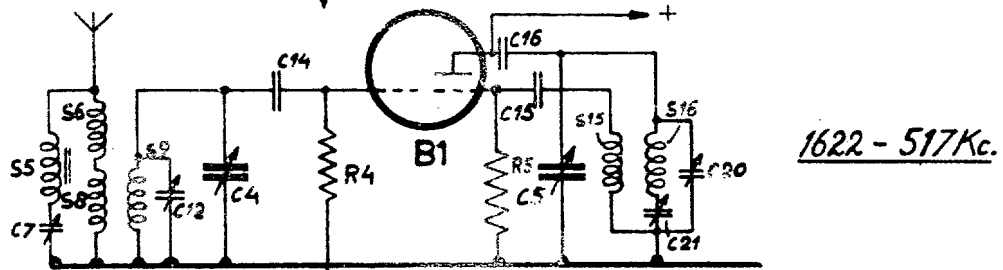 +
C16
C14
C15
S6
S16
S15
S9
S5
B1
R4
R5
C4
C5
C20
S8
C12
C7
C21
1622 - 517Kc.